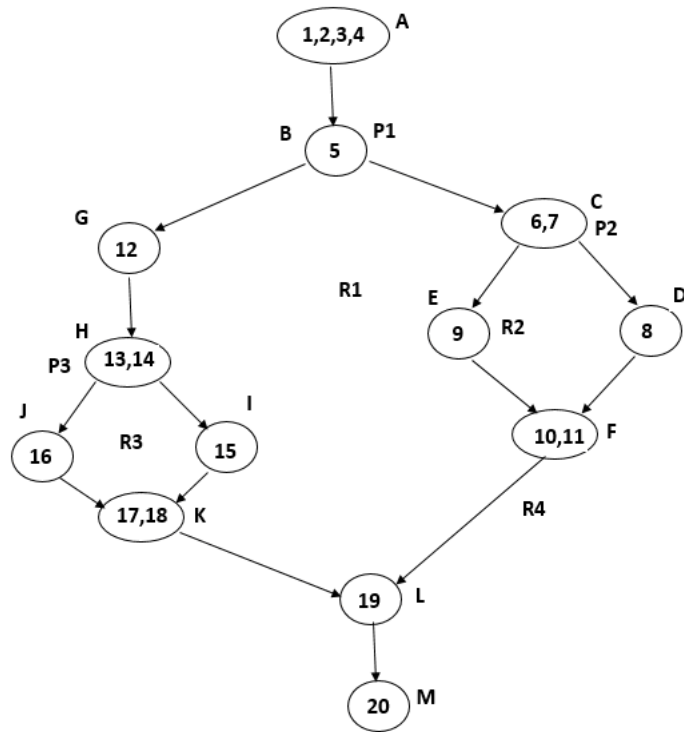 1,2,3,4 A
B 5 P1
G 12
6,7 C
P2
R1
E 9 R2
8 D
H 13,14
P3
J 16
R3
15 I
10,11 F
17,18 K
R4
19 L
20 M